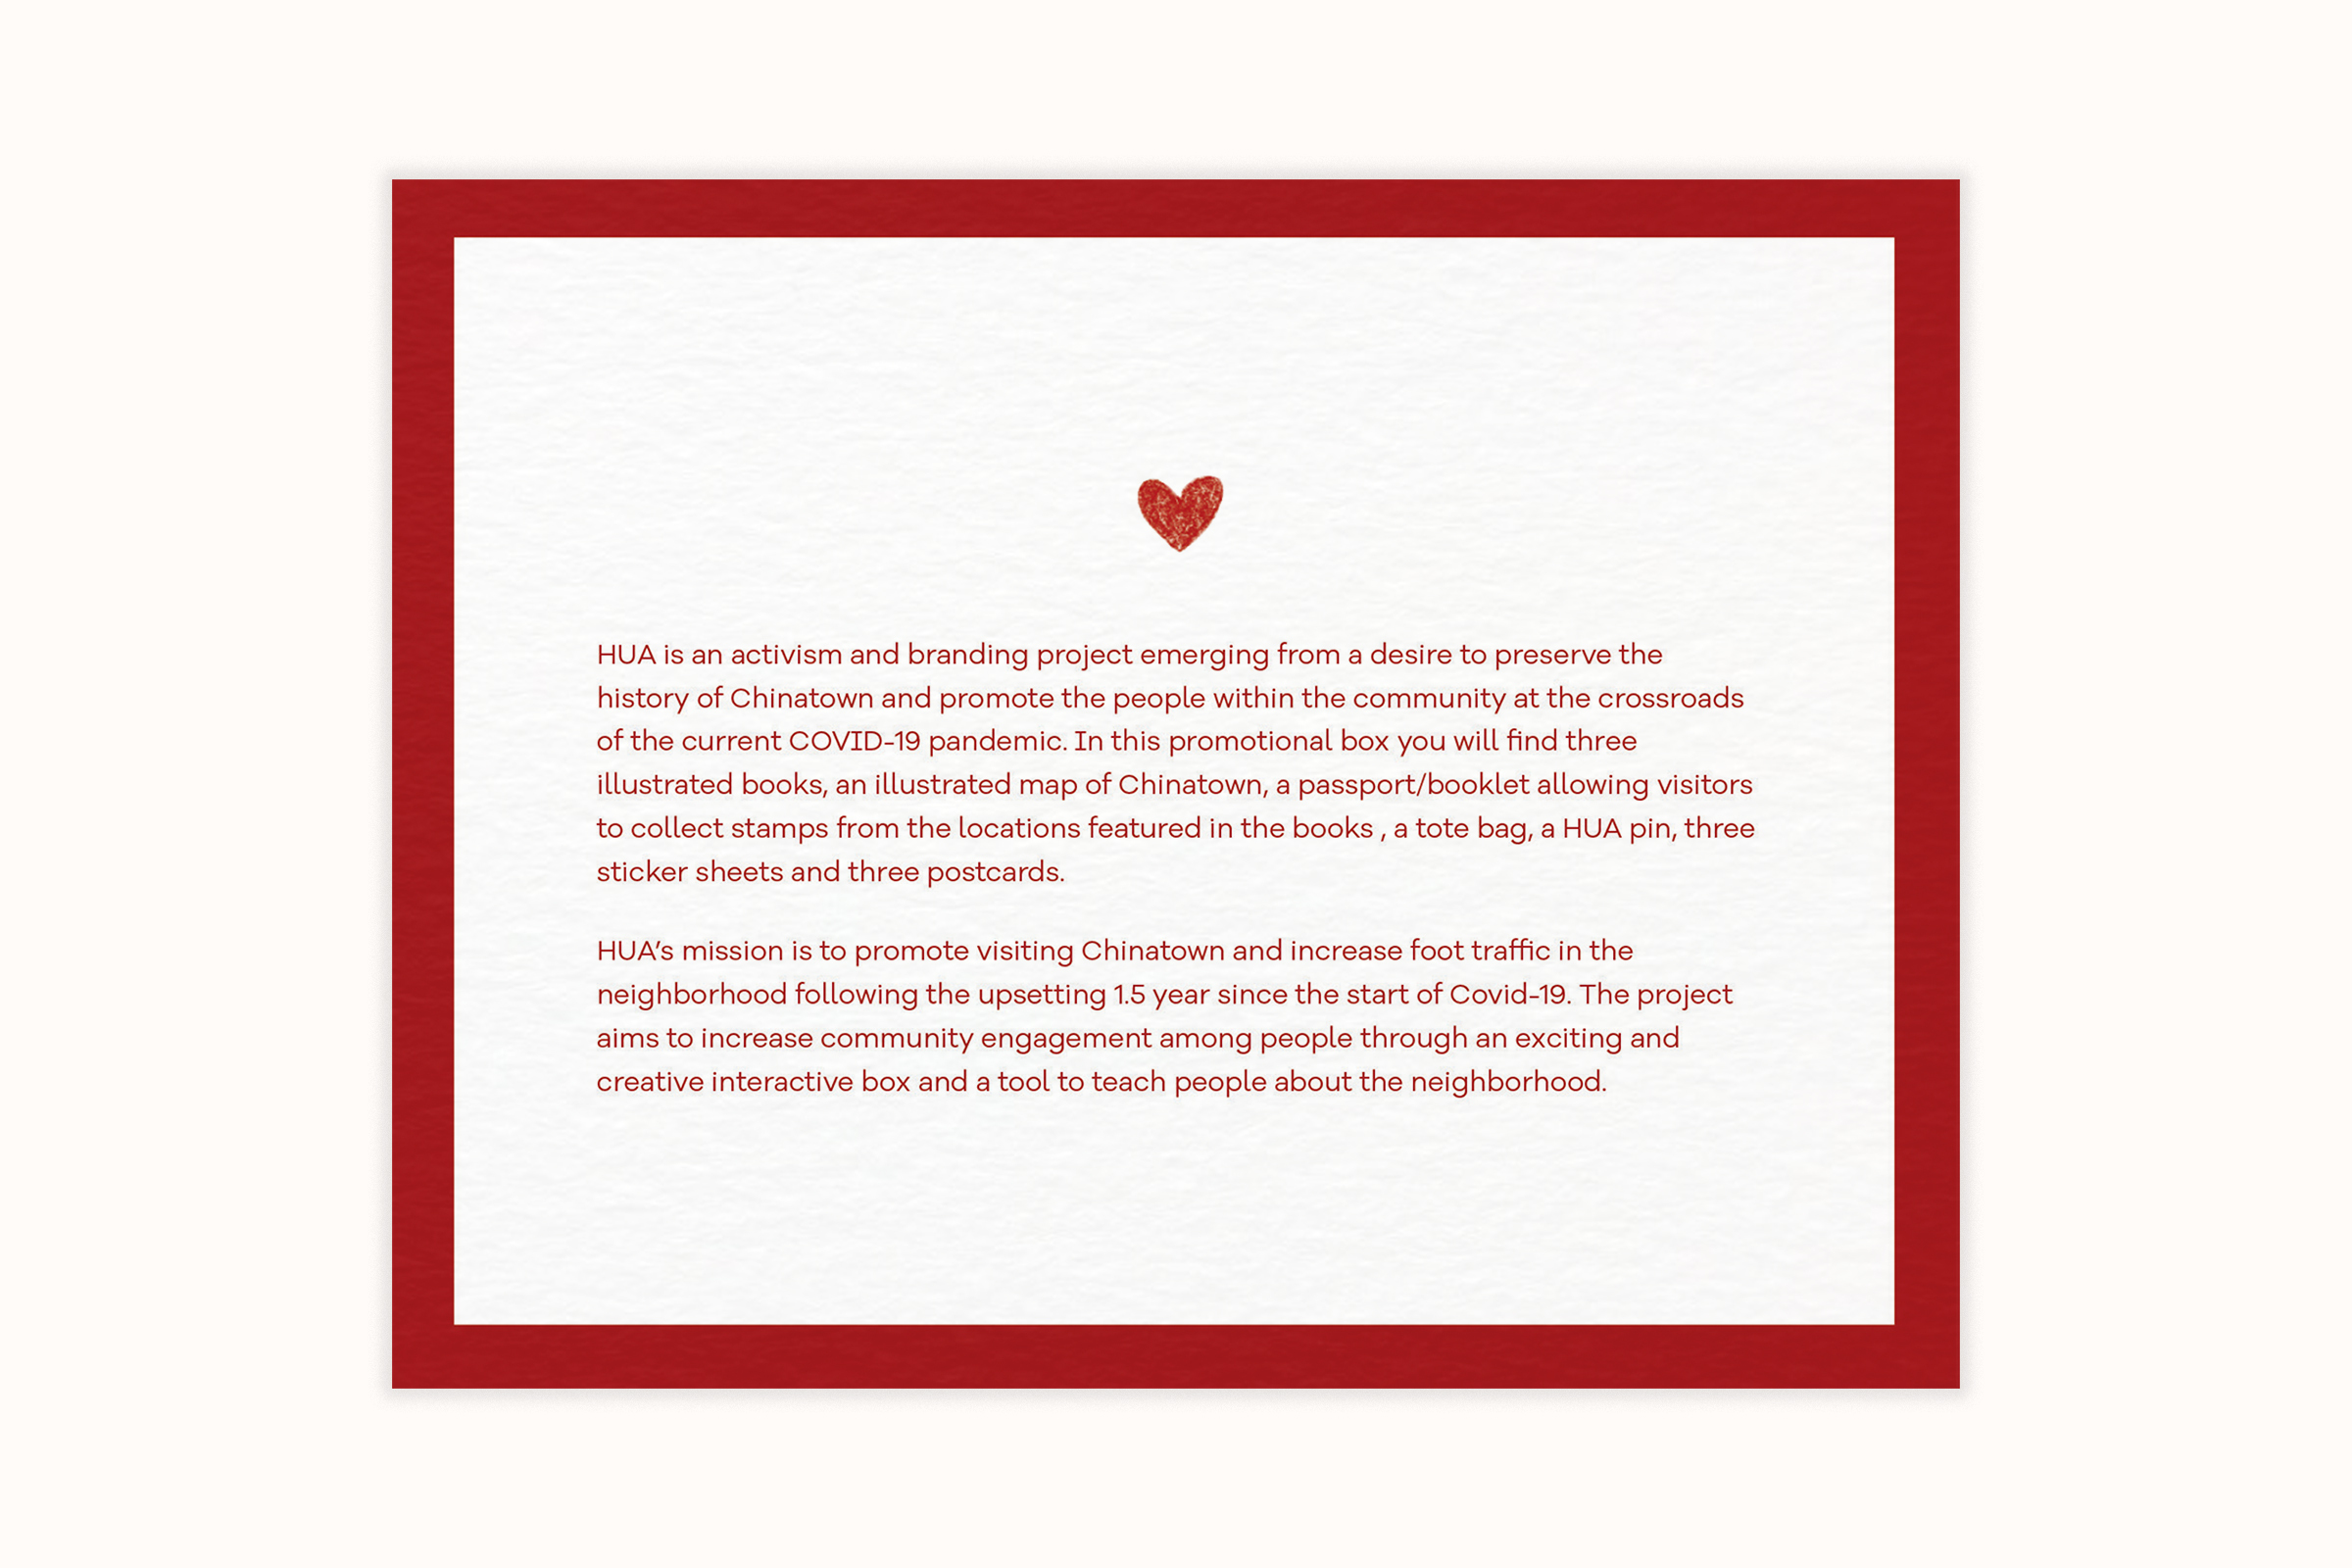 HUA is an activism and branding project emerging from a desire to preserve the
history of Chinatown and promote the people within the community at the crossroads
of the current COVID-19 pandemic. In this promotional box you will find three
illustrated books, an illustrated map of Chinatown, a passport/booklet allowing visitors
to collect stamps from the locations featured in the books , a tote bag, a HUA pin, three
sticker sheets and three postcards.
HUA’s mission is to promote visiting Chinatown and increase foot traffic in the
neighborhood following the upsetting 1.5 year since the start of Covid-19. The project
aims to increase community engagement among people through an exciting and
creative interactive box and a tool to teach people about the neighborhood.